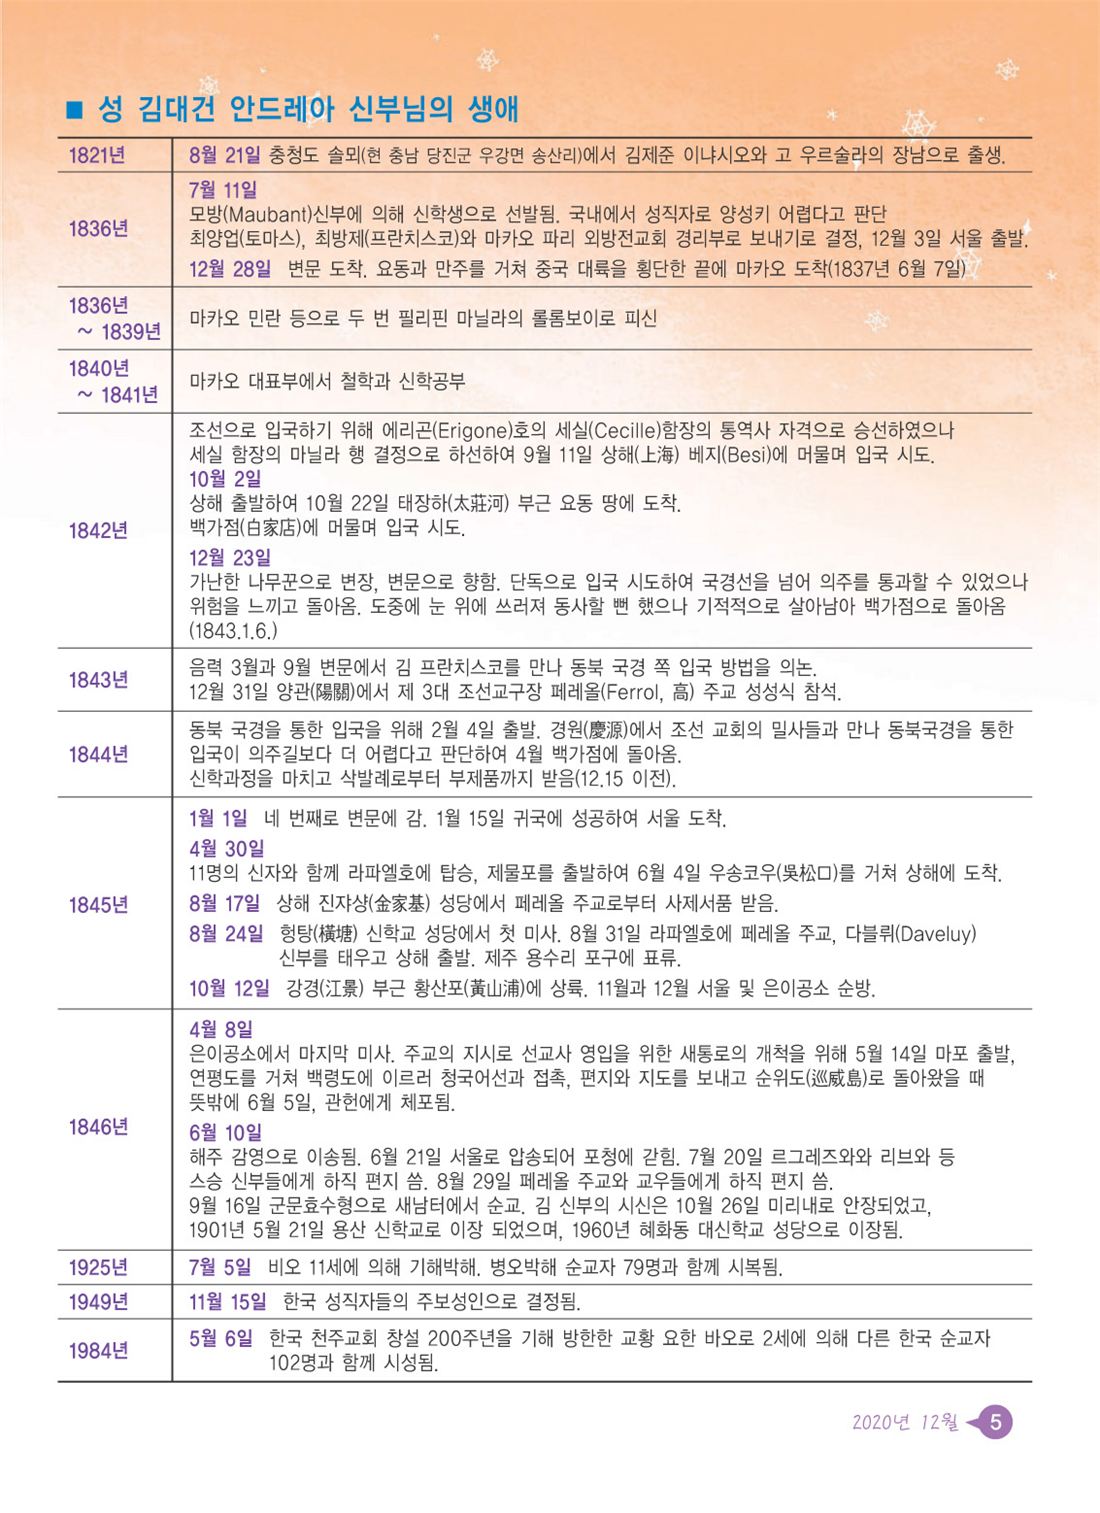 ■ 성 김대건 안드레아 신부님의 생애
1821년
8월 21일 충청도 솔뫼(현 충남 당진군 우강면 송산리)에서 김제준 이냐시오와 고 우르술라의 장남으로 출생.
1836년
7월 11일
모방(Maubant)신부에 의해 신학생으로 선발됨. 국내에서 성직자로 양성키 어렵다고 판단
최양업(토마스), 최방제(프란치스코)와 마카오 파리 외방전교회 경리부로 보내기로 결정, 12월 3일 서울 출발.
12월 28일 변문 도착. 요동과 만주를 거쳐 중국 대륙을 횡단한 끝에 마카오 도착(1837년 6월 7일)
1836년
~ 1839년
마카오 민란 등으로 두 번 필리핀 마닐라의 롤롬보이로 피신
1840년
~ 1841년
마카오 대표부에서 철학과 신학공부
1842년
조선으로 입국하기 위해 에리곤(Erigone)호의 세실(Cecille)함장의 통역사 자격으로 승선하였으나
세실 함장의 마닐라 행 결정으로 하선하여 9월 11일 상해(上海) 베지(Besi)에 머물며 입국 시도.
10월 2일
상해 출발하여 10월 22일 태장하(太莊河) 부근 요동 땅에 도착.
백가점(白家店)에 머물며 입국 시도.
12월 23일
가난한 나무꾼으로 변장, 변문으로 향함. 단독으로 입국 시도하여 국경선을 넘어 의주를 통과할 수 있었으나
위험을 느끼고 돌아옴. 도중에 눈 위에 쓰러져 동사할 뻔 했으나 기적적으로 살아남아 백가점으로 돌아옴
(1843.1.6.)
1843년
음력 3월과 9월 변문에서 김 프란치스코를 만나 동북 국경 쪽 입국 방법을 의논.
12월 31일 양관(陽關)에서 제 3대 조선교구장 페레올(Ferrol, 高) 주교 성성식 참석.
1844년
동북 국경을 통한 입국을 위해 2월 4일 출발. 경원(慶源)에서 조선 교회의 밀사들과 만나 동북국경을 통한
입국이 의주길보다 더 어렵다고 판단하여 4월 백가점에 돌아옴.
신학과정을 마치고 삭발례로부터 부제품까지 받음(12.15 이전).
1845년
1월 1일 네 번째로 변문에 감. 1월 15일 귀국에 성공하여 서울 도착.
4월 30일
11명의 신자와 함께 라파엘호에 탑승, 제물포를 출발하여 6월 4일 우송코우(吳松口)를 거쳐 상해에 도착.
8월 17일 상해 진쟈샹(金家基) 성당에서 페레올 주교로부터 사제서품 받음.
8월 24일 헝탕(橫塘) 신학교 성당에서 첫 미사. 8월 31일 라파엘호에 페레올 주교, 다블뤼(Daveluy)
신부를 태우고 상해 출발. 제주 용수리 포구에 표류.
10월 12일 강경(江景) 부근 황산포(黃山浦)에 상륙. 11월과 12월 서울 및 은이공소 순방.
1846년
4월 8일
은이공소에서 마지막 미사. 주교의 지시로 선교사 영입을 위한 새통로의 개척을 위해 5월 14일 마포 출발,
연평도를 거쳐 백령도에 이르러 청국어선과 접촉, 편지와 지도를 보내고 순위도(巡威島)로 돌아왔을 때
뜻밖에 6월 5일, 관헌에게 체포됨.
6월 10일
해주 감영으로 이송됨. 6월 21일 서울로 압송되어 포청에 갇힘. 7월 20일 르그레즈와와 리브와 등
스승 신부들에게 하직 편지 씀. 8월 29일 페레올 주교와 교우들에게 하직 편지 씀.
9월 16일 군문효수형으로 새남터에서 순교. 김 신부의 시신은 10월 26일 미리내로 안장되었고,
1901년 5월 21일 용산 신학교로 이장 되었으며, 1960년 혜화동 대신학교 성당으로 이장됨.
1925년
7월 5일 비오 11세에 의해 기해박해. 병오박해 순교자 79명과 함께 시복됨.
1949년
11월 15일 한국 성직자들의 주보성인으로 결정됨.
1984년
5월 6일 한국 천주교회 창설 200주년을 기해 방한한 교황 요한 바오로 2세에 의해 다른 한국 순교자
102명과 함께 시성됨.
2020년 12월 5